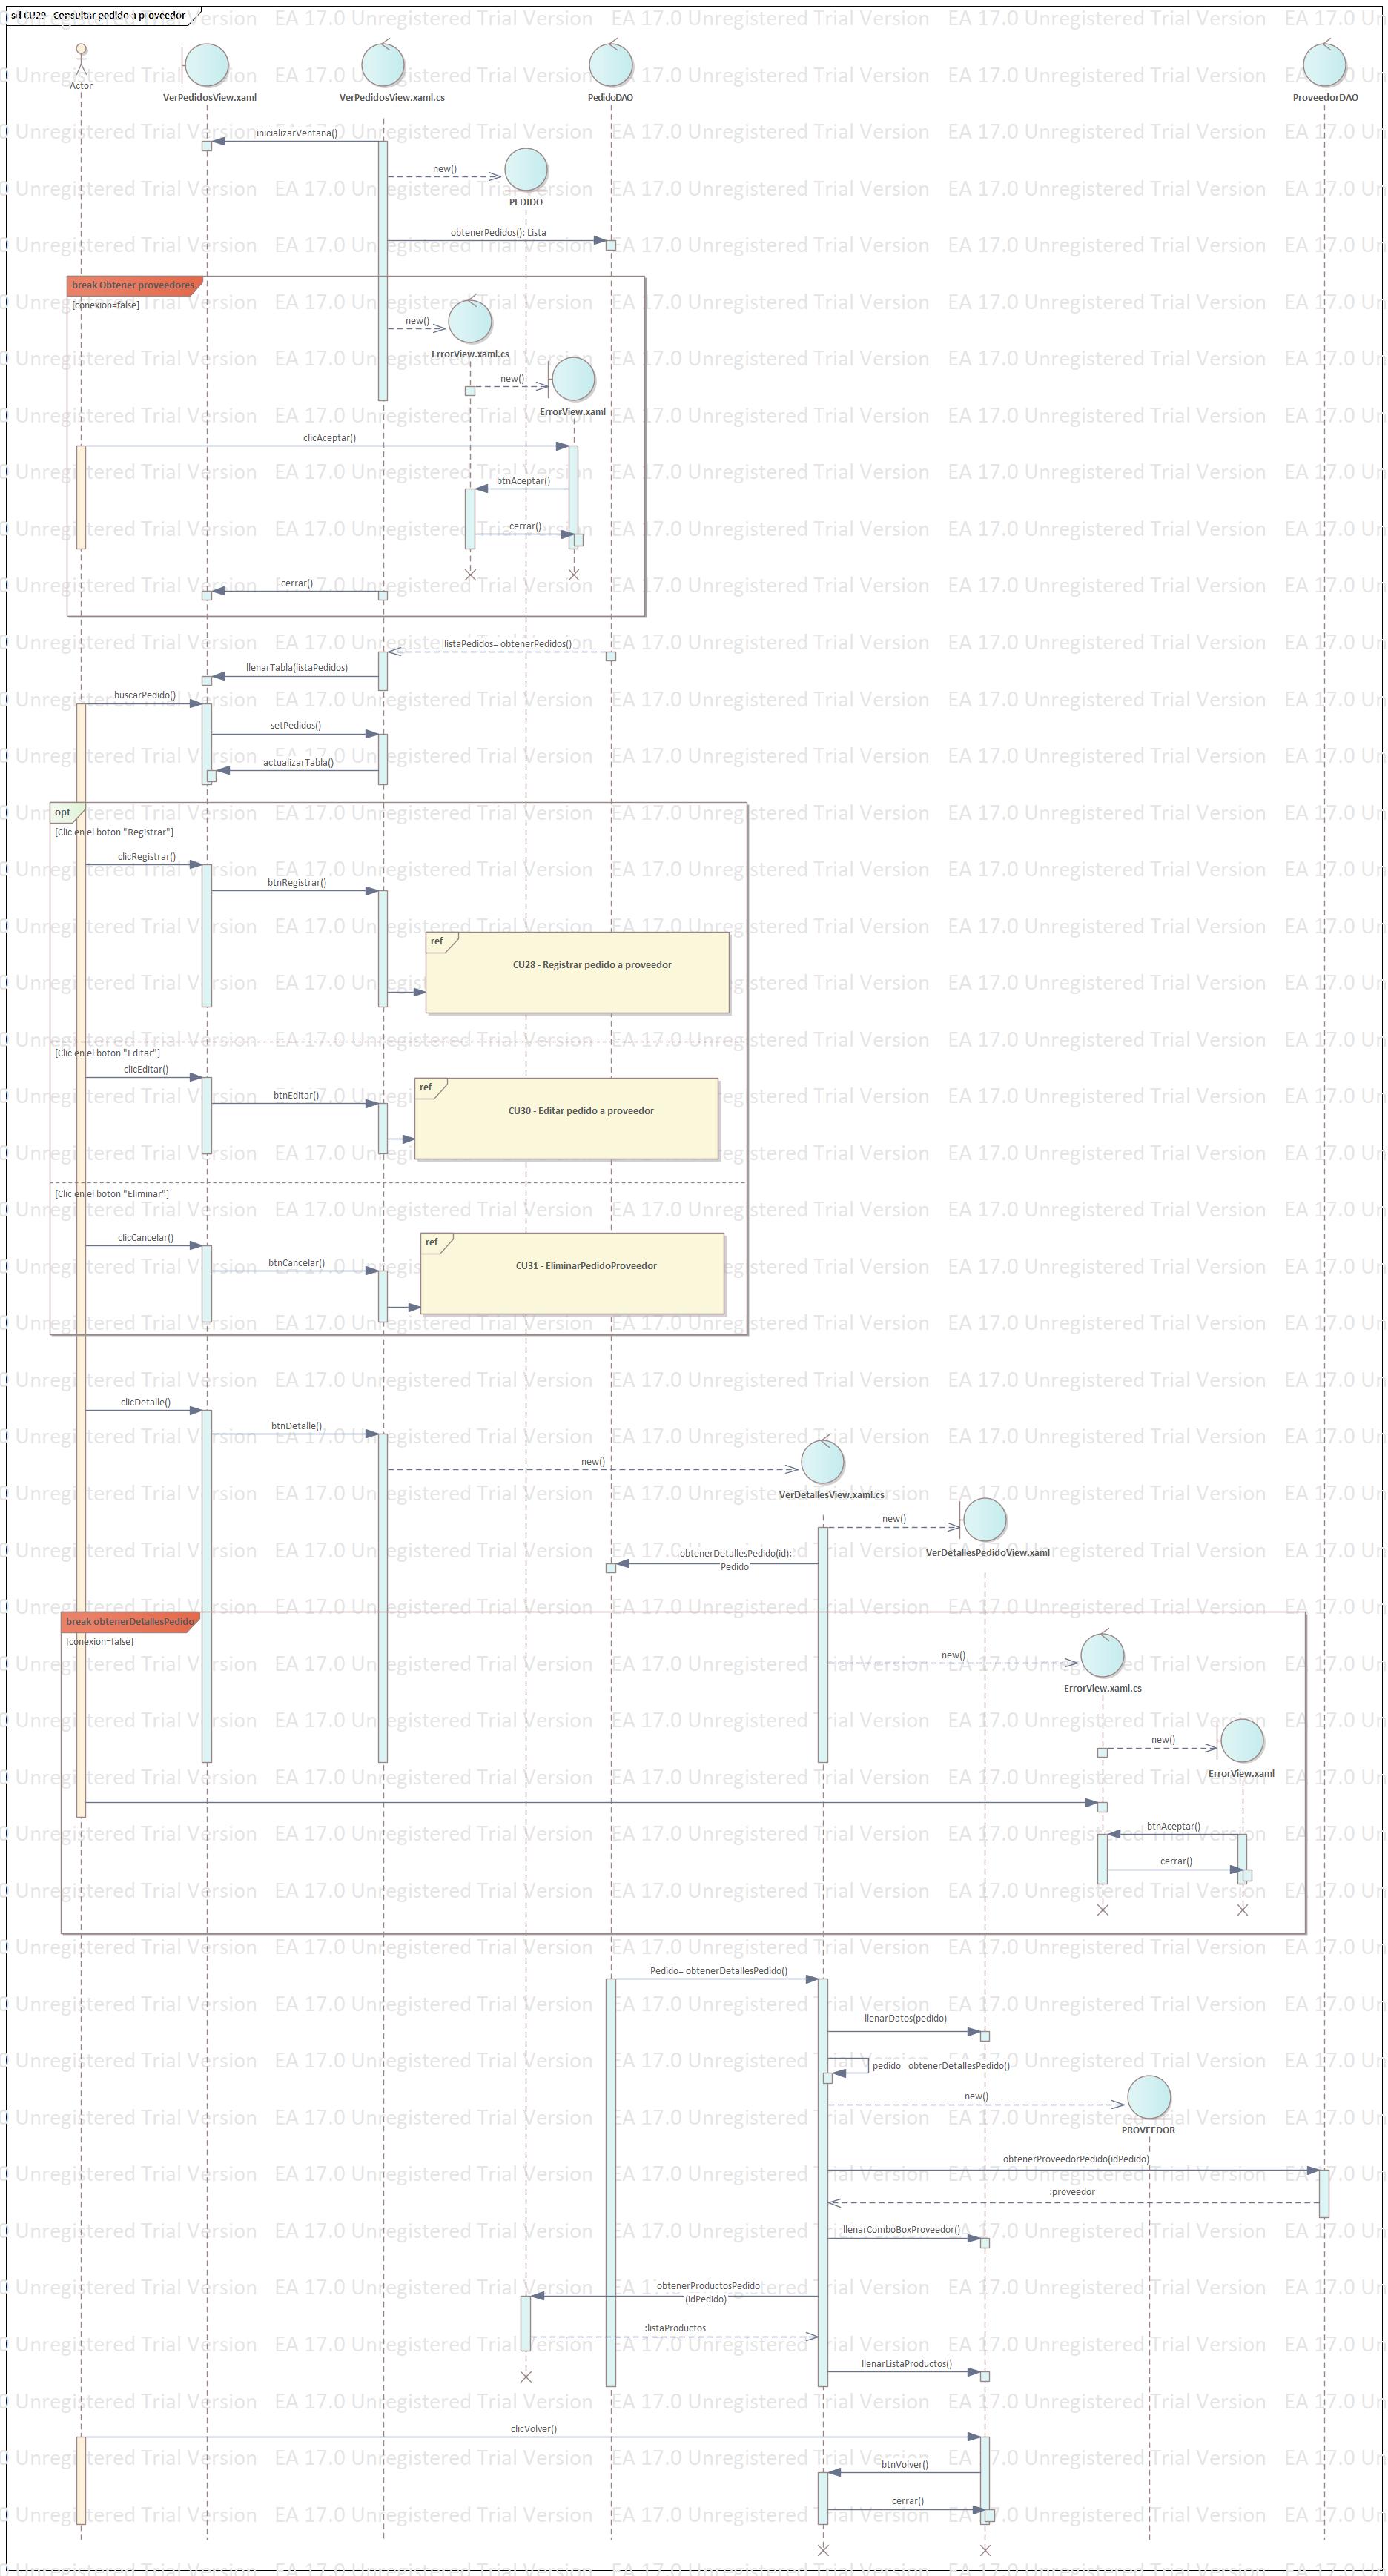 sd CU29 - Consultar pedido a proveedor
Actor
VerPedidosView.xaml
VerPedidosView.xaml.cs
PedidoDAO
ProveedorDAO
inicializarVentana()
new()
PEDIDO
obtenerPedidos(): Lista
break Obtener proveedores
[conexion=false]
new()
ErrorView.xaml.cs
new()
ErrorView.xaml
clicAceptar()
btnAceptar()
cerrar()
cerrar()
listaPedidos= obtenerPedidos()
llenarTabla(listaPedidos)
buscarPedido()
setPedidos()
actualizarTabla()
opt
[Clic en el boton "Registrar"]
clicRegistrar()
btnRegistrar()
ref
CU28 - Registrar pedido a proveedor
[Clic en el boton "Editar"]
clicEditar()
btnEditar()
ref
CU30 - Editar pedido a proveedor
[Clic en el boton "Eliminar"]
clicCancelar()
btnCancelar()
ref
CU31 - EliminarPedidoProveedor
clicDetalle()
btnDetalle()
new()
VerDetallesView.xaml.cs
new()
VerDetallesPedidoView.xaml
obtenerDetallesPedido(id):
Pedido
break obtenerDetallesPedido
[conexion=false]
new()
ErrorView.xaml.cs
new()
ErrorView.xaml
btnAceptar()
cerrar()
Pedido= obtenerDetallesPedido()
llenarDatos(pedido)
pedido= obtenerDetallesPedido()
new()
PROVEEDOR
obtenerProveedorPedido(idPedido)
:proveedor
llenarComboBoxProveedor()
obtenerProductosPedido
(idPedido)
:listaProductos
llenarListaProductos()
clicVolver()
btnVolver()
cerrar()
EA 17.0 Unregistered Trial Version